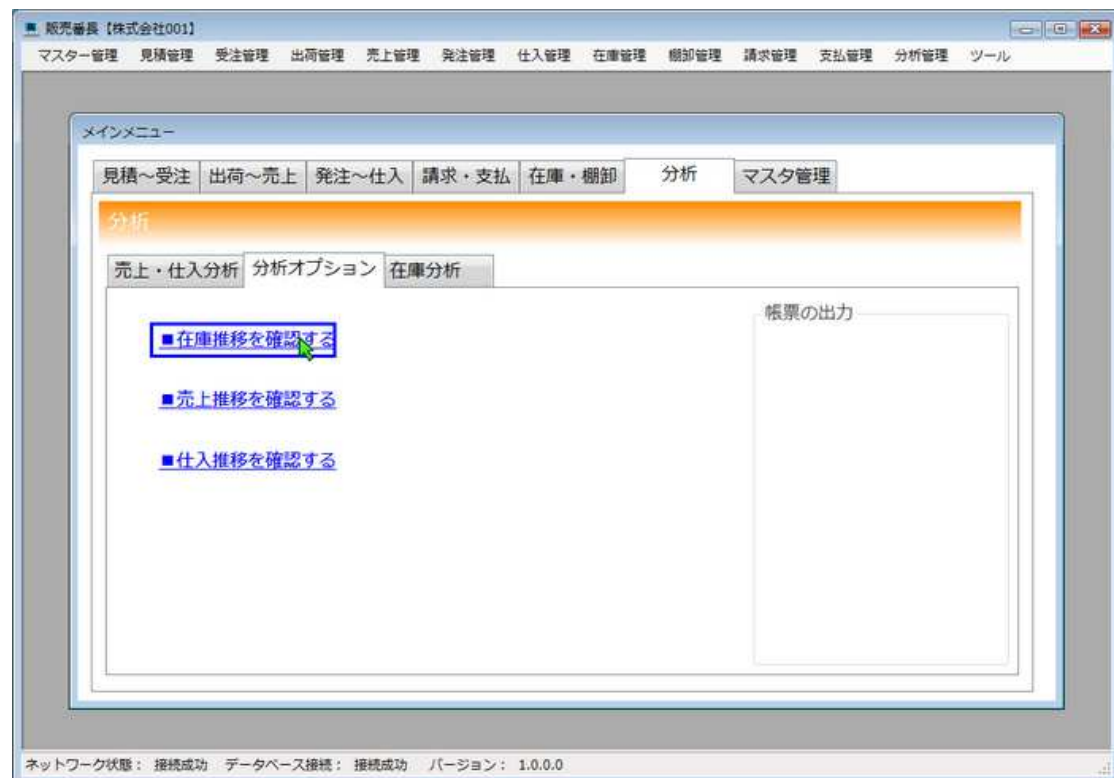 販売番長【株式会社001】
マスター管理 見積管理 受注管理 出荷管理 売上管理 発注管理 仕入管理 在庫管理 棚卸管理 請求管理 支払管理 分析管理 ツール
メインメニュー
見積～受注 出荷～売上 発注～仕入 請求・支払 在庫・棚卸 分析 マスタ管理
分析
売上・仕入分析 分析オプション 在庫分析
帳票の出力
■在庫推移を確認する
■売上推移を確認する
■仕入推移を確認する
ネットワーク状態： 接続成功 データベース接続： 接続成功 バージョン： 1.0.0.0